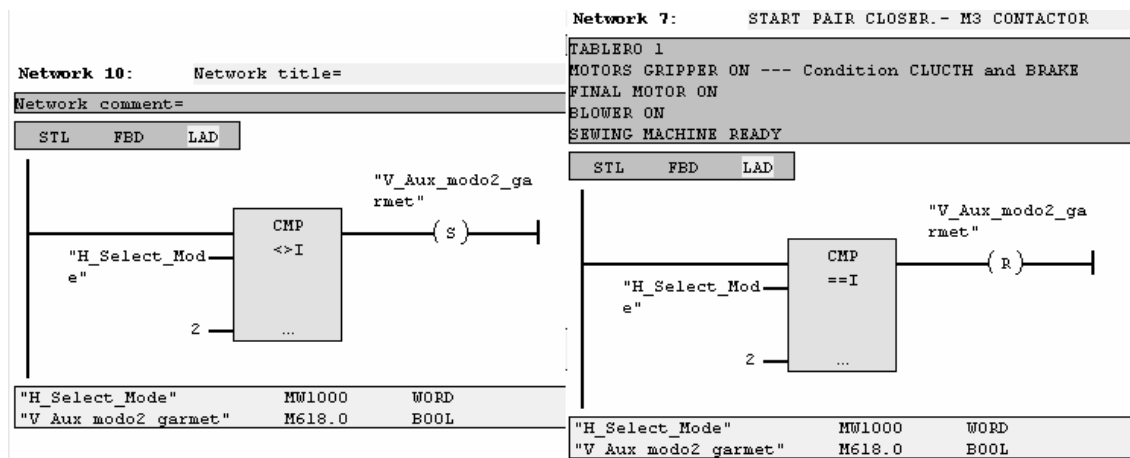 Network 10: Network title=
Network comment=
STL FBD LAD
"V_Aux_modo2_ga
rmet"
CMP
<>I
S
"H_Select_Mod
e"
2
...
"H_Select_Mode" MW1000 WORD
"V_Aux_modo2_garmet" M618.0 BOOL
Network 7: START PAIR CLOSER.- M3 CONTACTOR
TABLERO 1
MOTORS GRIPPER ON --- Condition CLUCTH and BRAKE
FINAL MOTOR ON
BLOWER ON
SEWING MACHINE READY
STL FBD LAD
"V_Aux_modo2_ga
rmet"
CMP
==I
R
"H_Select_Mod
e"
2
...
"H_Select_Mode" MW1000 WORD
"V_Aux_modo2_garmet" M618.0 BOOL